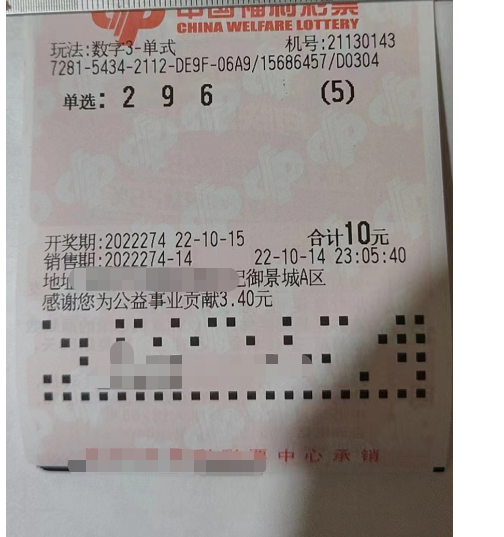 中国福利彩票
CHINA WELFARE LOTTERY
玩法:数字3-单式 机号:21130143
7281-5434-2112-DE9F-06A9/15686457/D0304
单选: 2 9 6 (5)
开奖期:2022274 22-10-15 合计10元
销售期:2022274-14 22-10-14 23:05:40
地址 御景城A区
感谢您为公益事业贡献3.40元
票中心承销